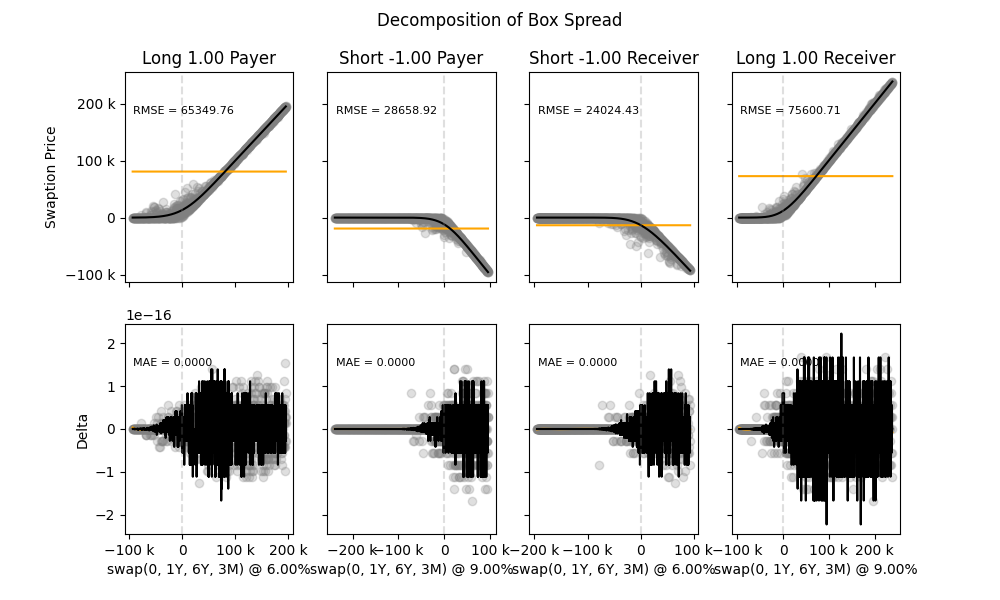 Decomposition of Box Spread
Long 1.00 Payer
Short -1.00 Payer
Short -1.00 Receiver
Long 1.00 Receiver
Swaption Price
200 k
100 k
0
−100 k
RMSE = 65349.76
RMSE = 28658.92
RMSE = 24024.43
RMSE = 75600.71
1e−16
Delta
2
1
0
−1
−2
MAE = 0.0000
MAE = 0.0000
MAE = 0.0000
MAE = 0.0000
−100 k 0 100 k 200 k
−200 k 0 100 k
−200 k −100 k 0 100 k
−100 k 0 100 k 200 k
swap(0, 1Y, 6Y, 3M) @ 6.00%
swap(0, 1Y, 6Y, 3M) @ 9.00%
swap(0, 1Y, 6Y, 3M) @ 6.00%
swap(0, 1Y, 6Y, 3M) @ 9.00%